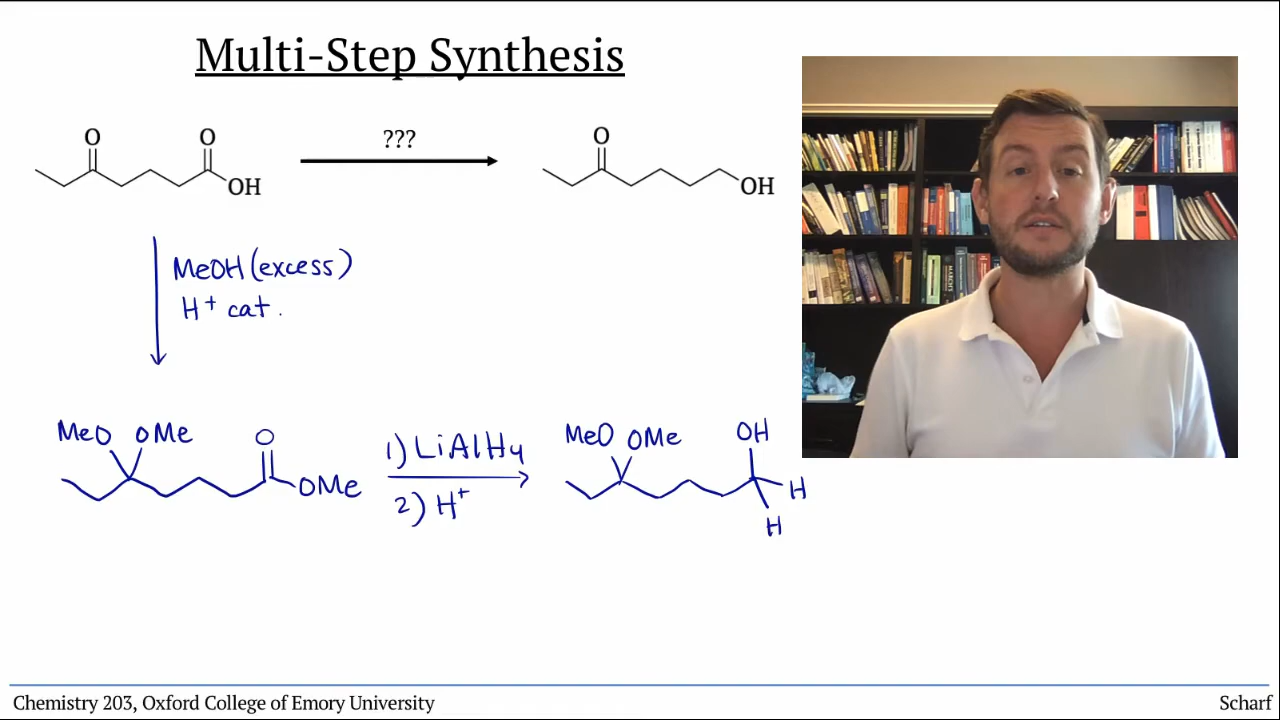 Multi-Step Synthesis
O
O
OH
???
O
OH
MeOH (excess)
H+ cat.
MeO OMe
O
OMe
1) LiAlH4
2) H+
MeO OMe
OH
H
H
Chemistry 203, Oxford College of Emory University
Scharf